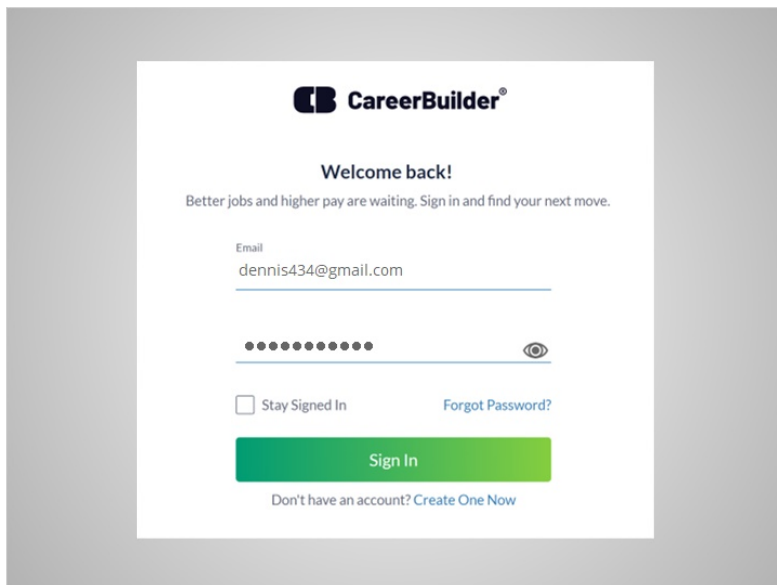 CareerBuilder®
Welcome back!
Better jobs and higher pay are waiting. Sign in and find your next move.
Email
dennis434@gmail.com
•••••••••••
Stay Signed In Forgot Password?
Sign In
Don't have an account? Create One Now